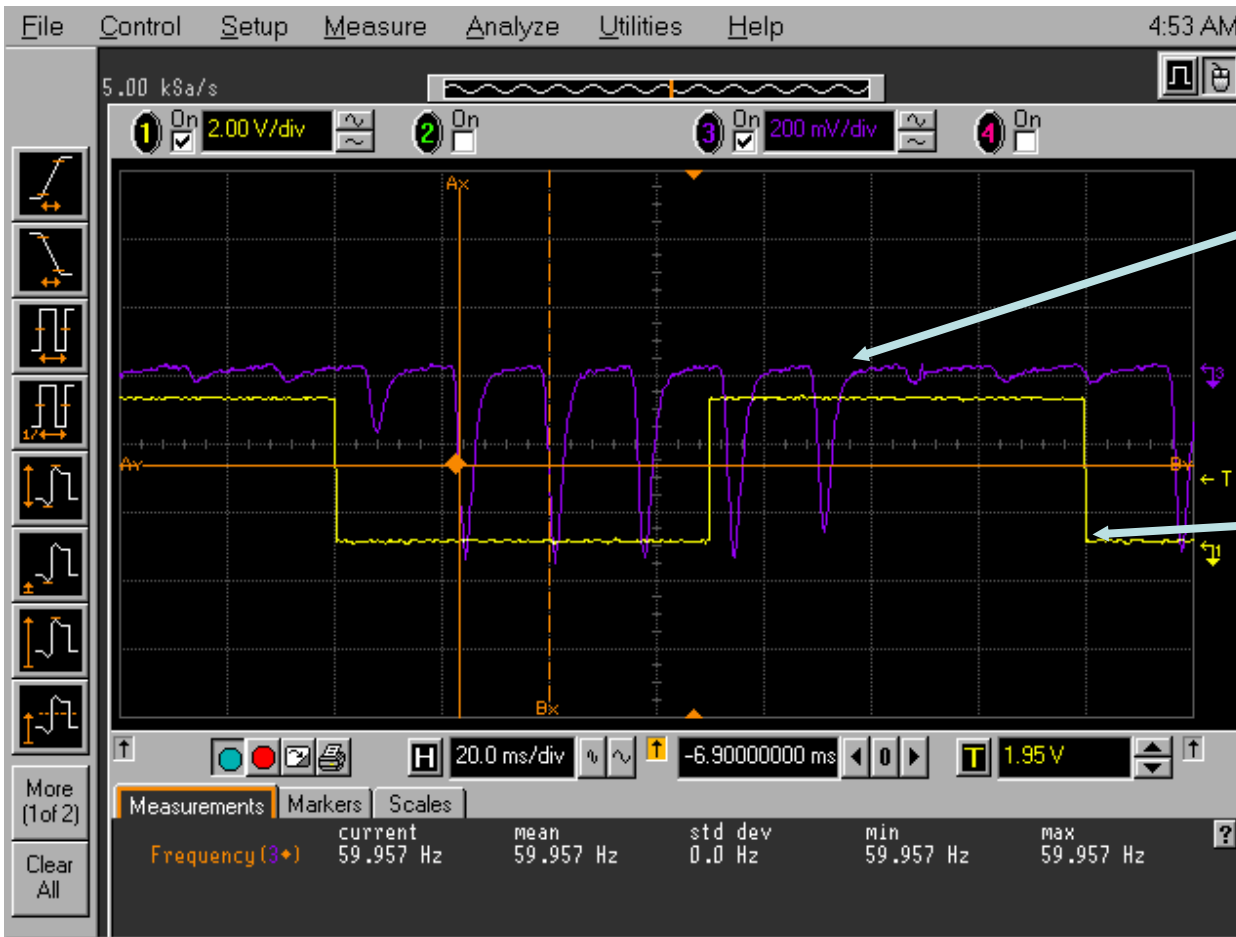 File Control Setup Measure Analyze Utilities Help 4:53 AM
5.00 kSa/s
1 On 2.00 V/div 2 On 3 On 200 mV/div 4 On
Ax
3
Ay By
T
1
1/
Bx
H 20.0 ms/div -6.90000000 ms 0 T 1.95 V
More
(1of 2)
Clear
All
Measurements Markers Scales
current mean std dev min max ?
Frequency(3) 59.957 Hz 59.957 Hz 0.0 Hz 59.957 Hz 59.957 Hz